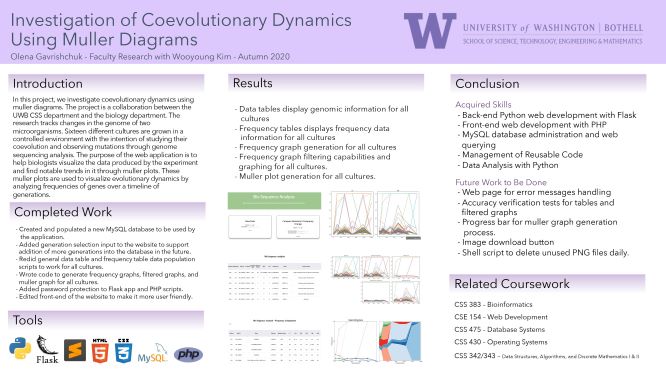 Investigation of Coevolutionary Dynamics
Using Muller Diagrams
Olena Gavrishchuk - Faculty Research with Wooyoung Kim - Autumn 2020
W UNIVERSITY of WASHINGTON | BOTHELL
SCHOOL OF SCIENCE, TECHNOLOGY, ENGINEERING & MATHEMATICS
Introduction
In this project, we investigate coevolutionary dynamics using
muller diagrams. The project is a collaboration between the
UWB CSS department and the biology department. The
research tracks changes in the genome of two
microorganisms. Sixteen different cultures are grown in a
controlled environment with the intention of studying their
coevolution and observing mutations through genome
sequencing analysis. The purpose of the web application is to
help biologists visualize the data produced by the experiment
and find notable trends in it through muller plots. These
muller plots are used to visualize evolutionary dynamics by
analyzing frequencies of genes over a timeline of
generations.
Completed Work
- Created and populated a new MySQL database to be used by
the application.
- Added generation selection input to the website to support
addition of more generations into the database in the future.
- Redid general data table and frequency table data population
scripts to work for all cultures.
- Wrote code to generate frequency graphs, filtered graphs, and
muller graph for all cultures.
- Added password protection to Flask app and PHP scripts.
- Edited front-end of the website to make it more user friendly.
Tools
Flask
HTML
5
CSS
3
MySQL
php
Results
- Data tables display genomic information for all
cultures
- Frequency tables displays frequency data
information for all cultures
- Frequency graph generation for all cultures
- Frequency graph filtering capabilities and
graphing for all cultures.
- Muller plot generation for all cultures.
Conclusion
Acquired Skills
- Back-end Python web development with Flask
- Front-end web development with PHP
- MySQL database administration and web
querying
- Management of Reusable Code
- Data Analysis with Python
Future Work to Be Done
- Web page for error messages handling
- Accuracy verification tests for tables and
filtered graphs
- Progress bar for muller graph generation
process.
- Image download button
- Shell script to delete unused PNG files daily.
Related Coursework
CSS 383 - Bioinformatics
CSE 154 - Web Development
CSS 475 - Database Systems
CSS 430 - Operating Systems
CSS 342/343 - Data Structures, Algorithms, and Discrete Mathematics I & II